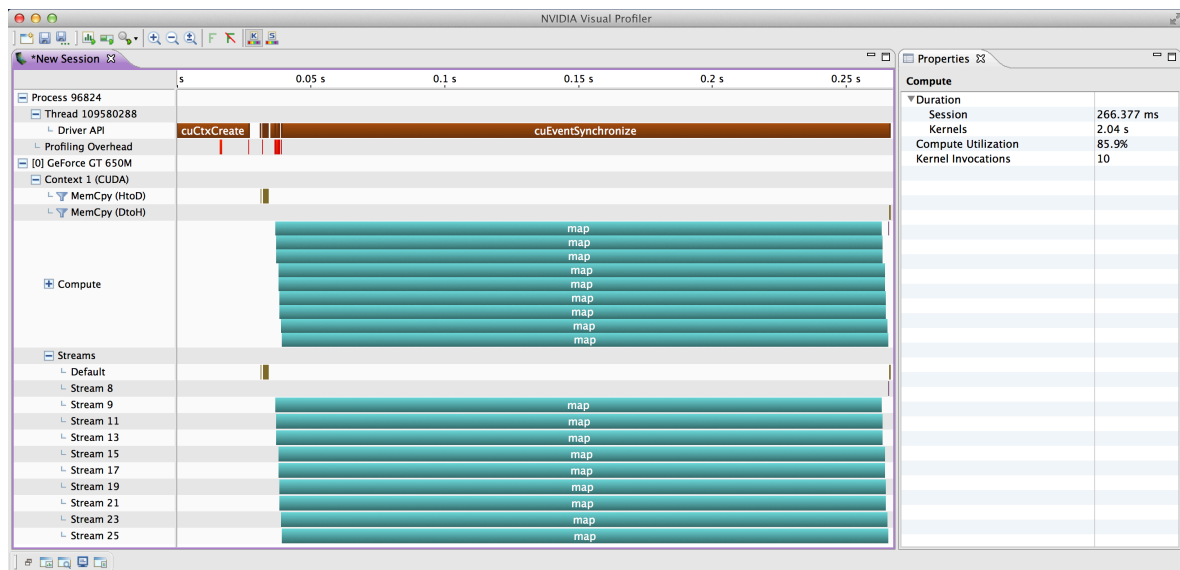 NVIDIA Visual Profiler
*New Session
Properties
s 0.05 s 0.1 s 0.15 s 0.2 s 0.25 s
Process 96824
Thread 109580288
Driver API cuCtxCreate cuEventSynchronize
Profiling Overhead
[0] GeForce GT 650M
Context 1 (CUDA)
MemCpy (HtoD)
MemCpy (DtoH)
map
map
map
map
Compute map
map
map
map
map
Streams
Default
Stream 8
Stream 9 map
Stream 11 map
Stream 13 map
Stream 15 map
Stream 17 map
Stream 19 map
Stream 21 map
Stream 23 map
Stream 25 map
Compute
Duration
Session 266.377 ms
Kernels 2.04 s
Compute Utilization 85.9%
Kernel Invocations 10